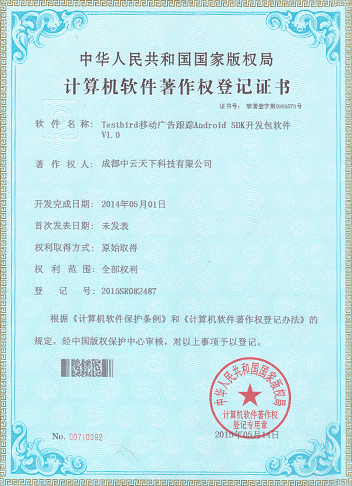 中华人民共和国国家版权局
计算机软件著作权登记证书
证书号： 软著登字第0969573号
软件名称： Testbird移动广告跟踪Android SDK开发包软件
V1.0
著作权人： 成都中云天下科技有限公司
开发完成日期： 2014年05月01日
首次发表日期： 未发表
权利取得方式： 原始取得
权利范围： 全部权利
登记号： 2015SR082487
根据《计算机软件保护条例》和《计算机软件著作权登记办法》的
规定，经中国版权保护中心审核，对以上事项予以登记。
中华人民共和国国家版权局
计算机软件著作权
登记专用章
No. 00710392
2015年05月14日